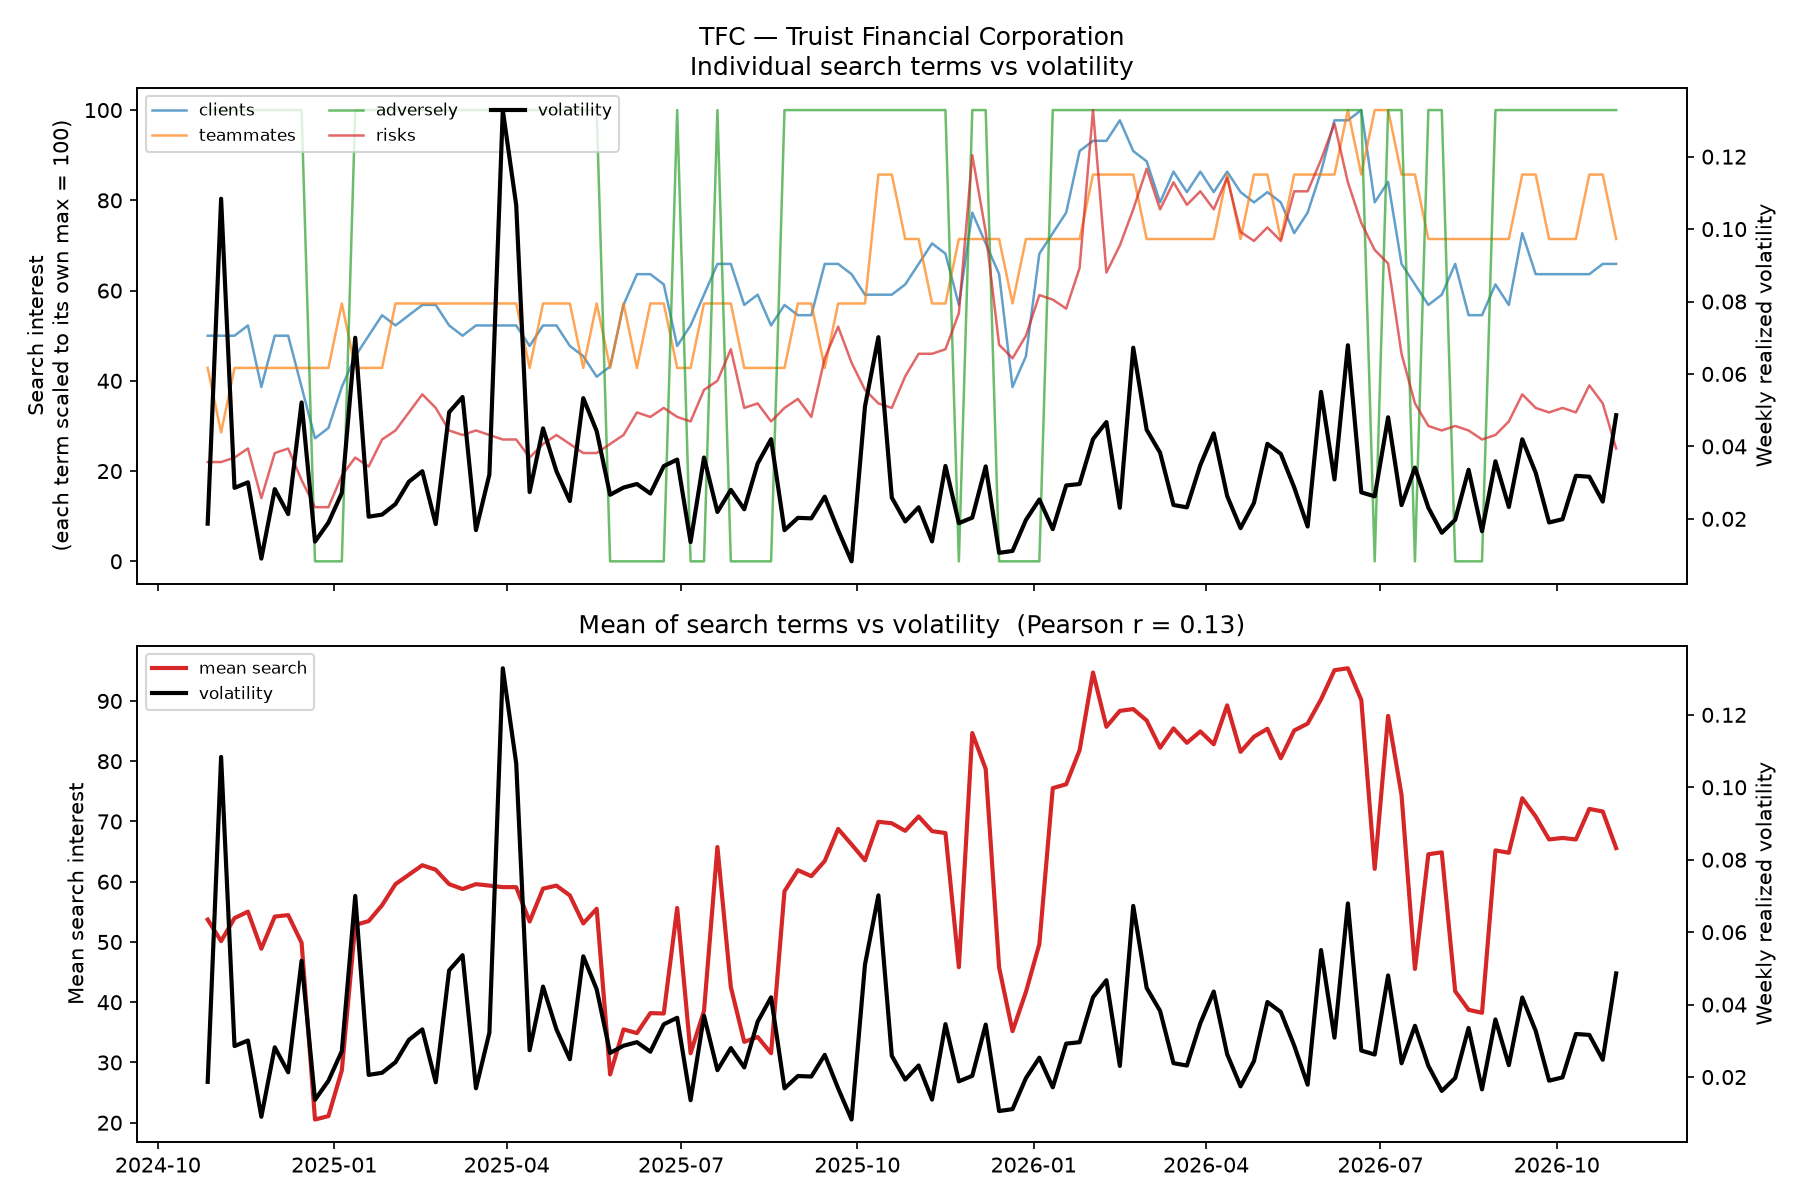 TFC — Truist Financial Corporation
Individual search terms vs volatility
clients
teammates
adversely
risks
volatility
Search interest
(each term scaled to its own max = 100)
100
80
60
40
20
0
0.12
0.10
0.08
0.06
0.04
0.02
Weekly realized volatility
Mean of search terms vs volatility (Pearson r = 0.13)
mean search
volatility
Mean search interest
90
80
70
60
50
40
30
20
0.12
0.10
0.08
0.06
0.04
0.02
Weekly realized volatility
2024-10
2025-01
2025-04
2025-07
2025-10
2026-01
2026-04
2026-07
2026-10